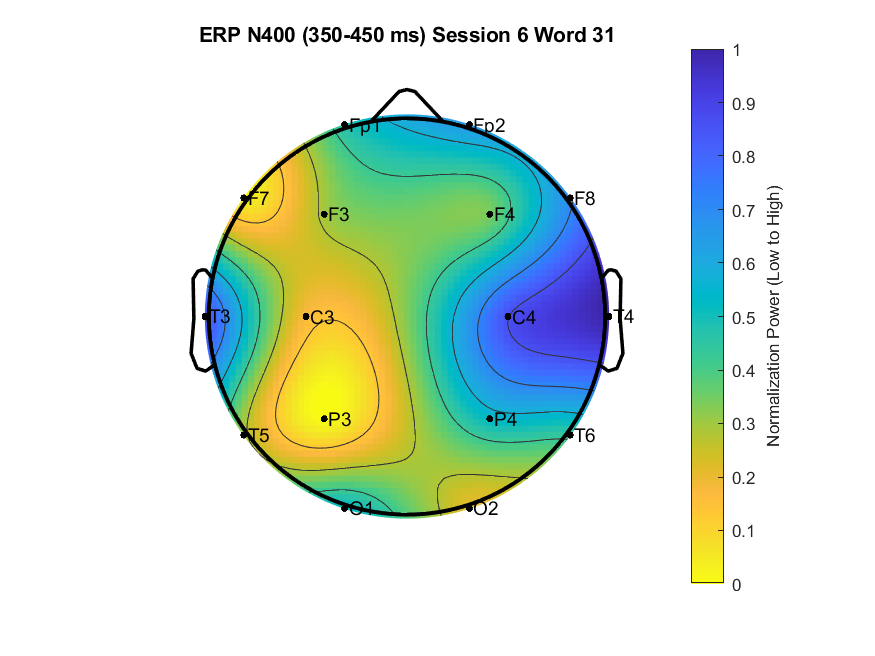 ERP N400 (350-450 ms) Session 6 Word 31
Fp1 Fp2
F7 F8
F3 F4
T3 C3 C4 T4
P3 P4
T5 T6
O1 O2
1
0.9
0.8
0.7
0.6
0.5
0.4
0.3
0.2
0.1
0
Normalization Power (Low to High)